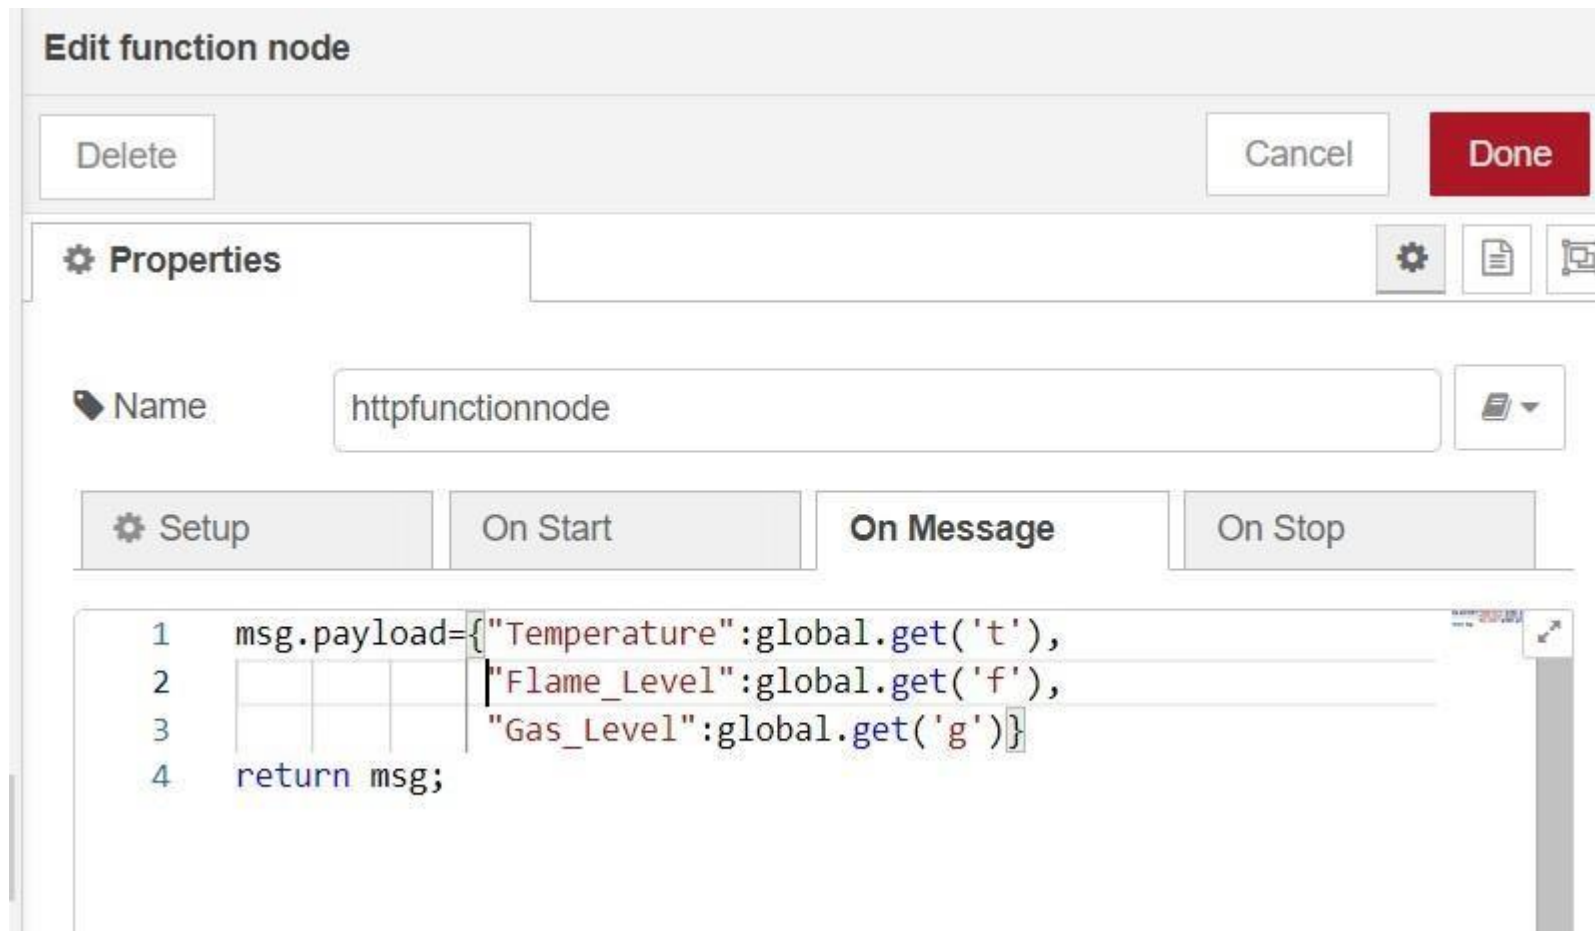 Edit function node
Delete Cancel Done
Properties
Name httpfunctionnode
Setup On Start On Message On Stop
1 msg.payload={"Temperature":global.get('t'),
2 "Flame_Level":global.get('f'),
3 "Gas_Level":global.get('g')}
4 return msg;